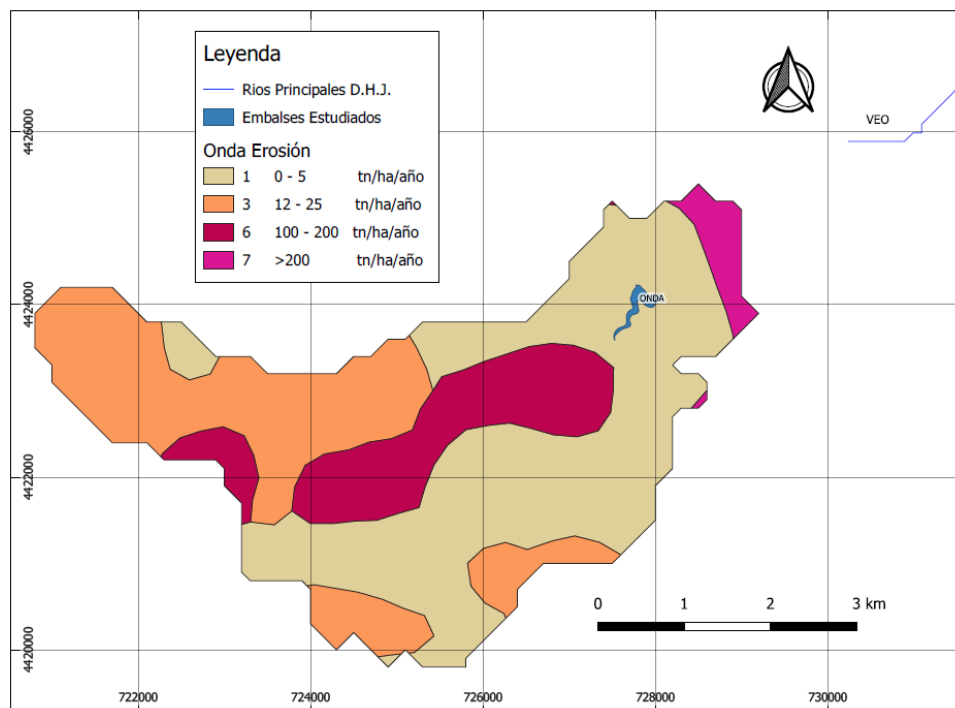 Leyenda
Rios Principales D.H.J.
Embalses Estudiados
Onda Erosión
1 0 - 5 tn/ha/año
3 12 - 25 tn/ha/año
6 100 - 200 tn/ha/año
7 >200 tn/ha/año
VEO
ONDA
0 1 2 3 km
4426000
4424000
4422000
4420000
722000 724000 726000 728000 730000